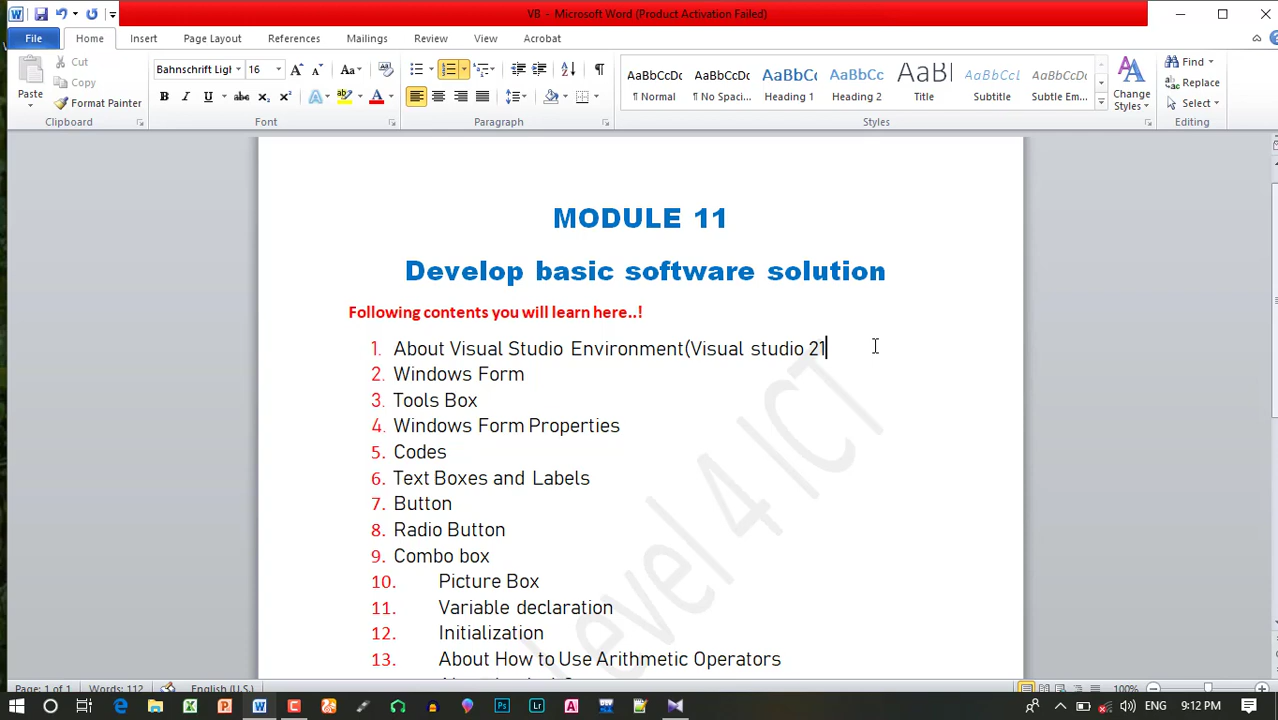 VB - Microsoft Word (Product Activation Failed)
File Home Insert Page Layout References Mailings Review View Acrobat
Paste
Cut
Copy
Format Painter
Clipboard
Bahnschrift Ligh 16
Font
Paragraph
AaBbCcDc AaBbCcDc AaBbC AaBbCc AaB AaBbCcl AaBbCcDc
¶ Normal ¶ No Spaci... Heading 1 Heading 2 Title Subtitle Subtle Em...
Styles
Change Styles
Find
Replace
Select
Editing
MODULE 11
Develop basic software solution
Following contents you will learn here..!
1. About Visual Studio Environment(Visual studio 21
2. Windows Form
3. Tools Box
4. Windows Form Properties
5. Codes
6. Text Boxes and Labels
7. Button
8. Radio Button
9. Combo box
10. Picture Box
11. Variable declaration
12. Initialization
13. About How to Use Arithmetic Operators
Level 4 ICT
Page: 1 of 1 Words: 112 English (U.S.) 100%
ENG 9:12 PM